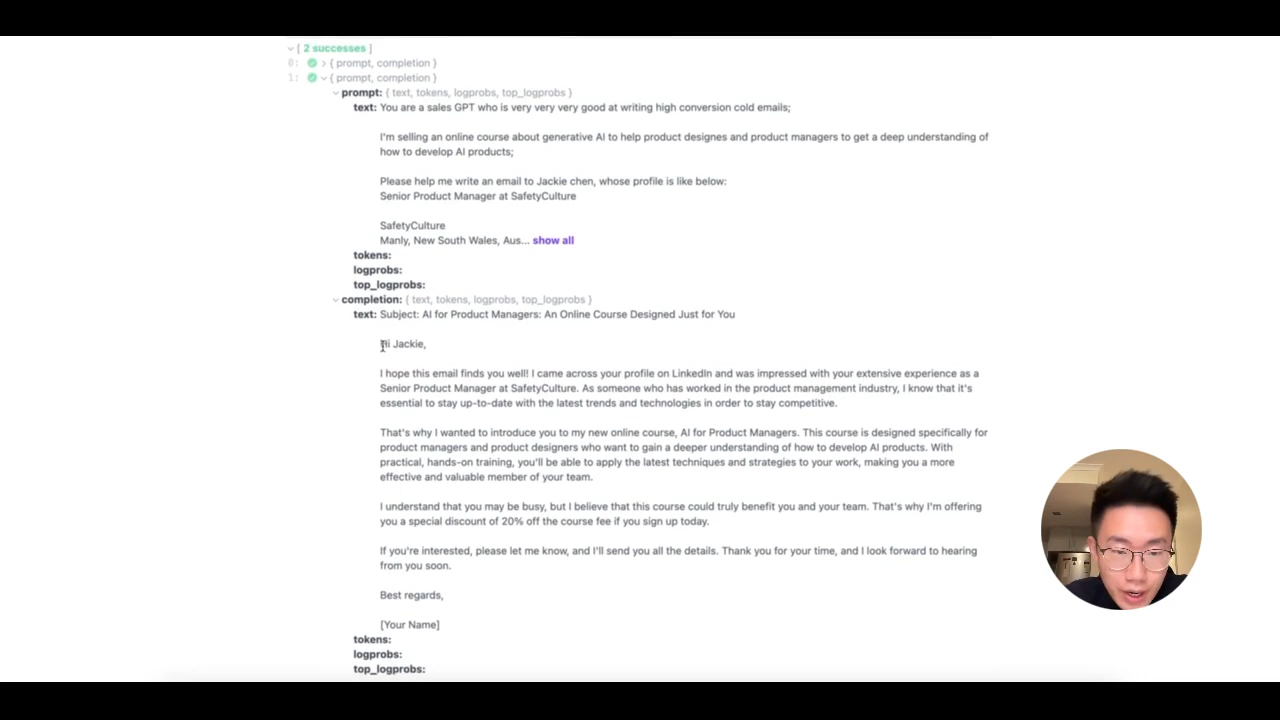 [ 2 successes ]
0: { prompt, completion }
1: { prompt, completion }
prompt: { text, tokens, logprobs, top_logprobs }
text: You are a sales GPT who is very very very good at writing high conversion cold emails;
I'm selling an online course about generative AI to help product designes and product managers to get a deep understanding of
how to develop AI products;
Please help me write an email to Jackie chen, whose profile is like below:
Senior Product Manager at SafetyCulture
SafetyCulture
Manly, New South Wales, Aus... show all
tokens:
logprobs:
top_logprobs:
completion: { text, tokens, logprobs, top_logprobs }
text: Subject: AI for Product Managers: An Online Course Designed Just for You
Hi Jackie,
I hope this email finds you well! I came across your profile on LinkedIn and was impressed with your extensive experience as a
Senior Product Manager at SafetyCulture. As someone who has worked in the product management industry, I know that it's
essential to stay up-to-date with the latest trends and technologies in order to stay competitive.
That's why I wanted to introduce you to my new online course, AI for Product Managers. This course is designed specifically for
product managers and product designers who want to gain a deeper understanding of how to develop AI products. With
practical, hands-on training, you'll be able to apply the latest techniques and strategies to your work, making you a more
effective and valuable member of your team.
I understand that you may be busy, but I believe that this course could truly benefit you and your team. That's why I'm offering
you a special discount of 20% off the course fee if you sign up today.
If you're interested, please let me know, and I'll send you all the details. Thank you for your time, and I look forward to hearing
from you soon.
Best regards,
[Your Name]
tokens:
logprobs:
top_logprobs: